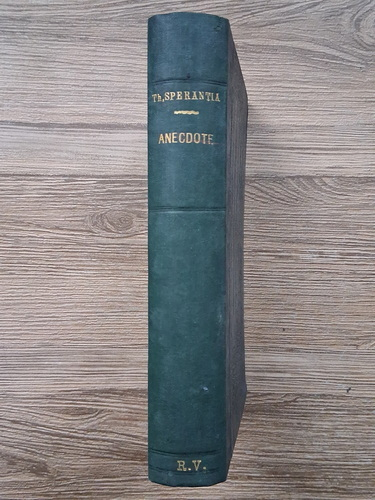 Th. SPERANTIA
ANECDOTE
R.V.